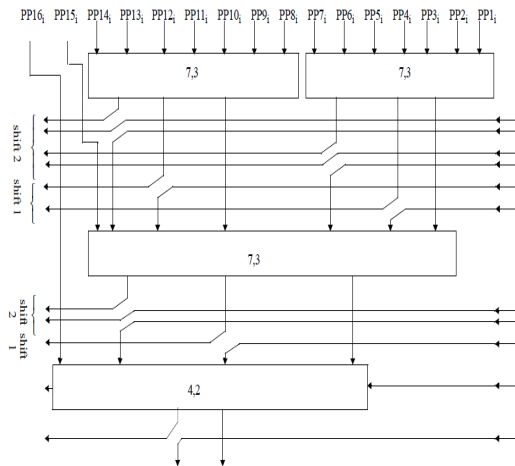 PP16i PP15i PP14i PP13i PP12i PP11i PP10i PP9i PP8i PP7i PP6i PP5i PP4i PP3i PP2i PP1i
7,3 7,3
shift 2
shift 1
7,3
shift 2
shift 1
4,2